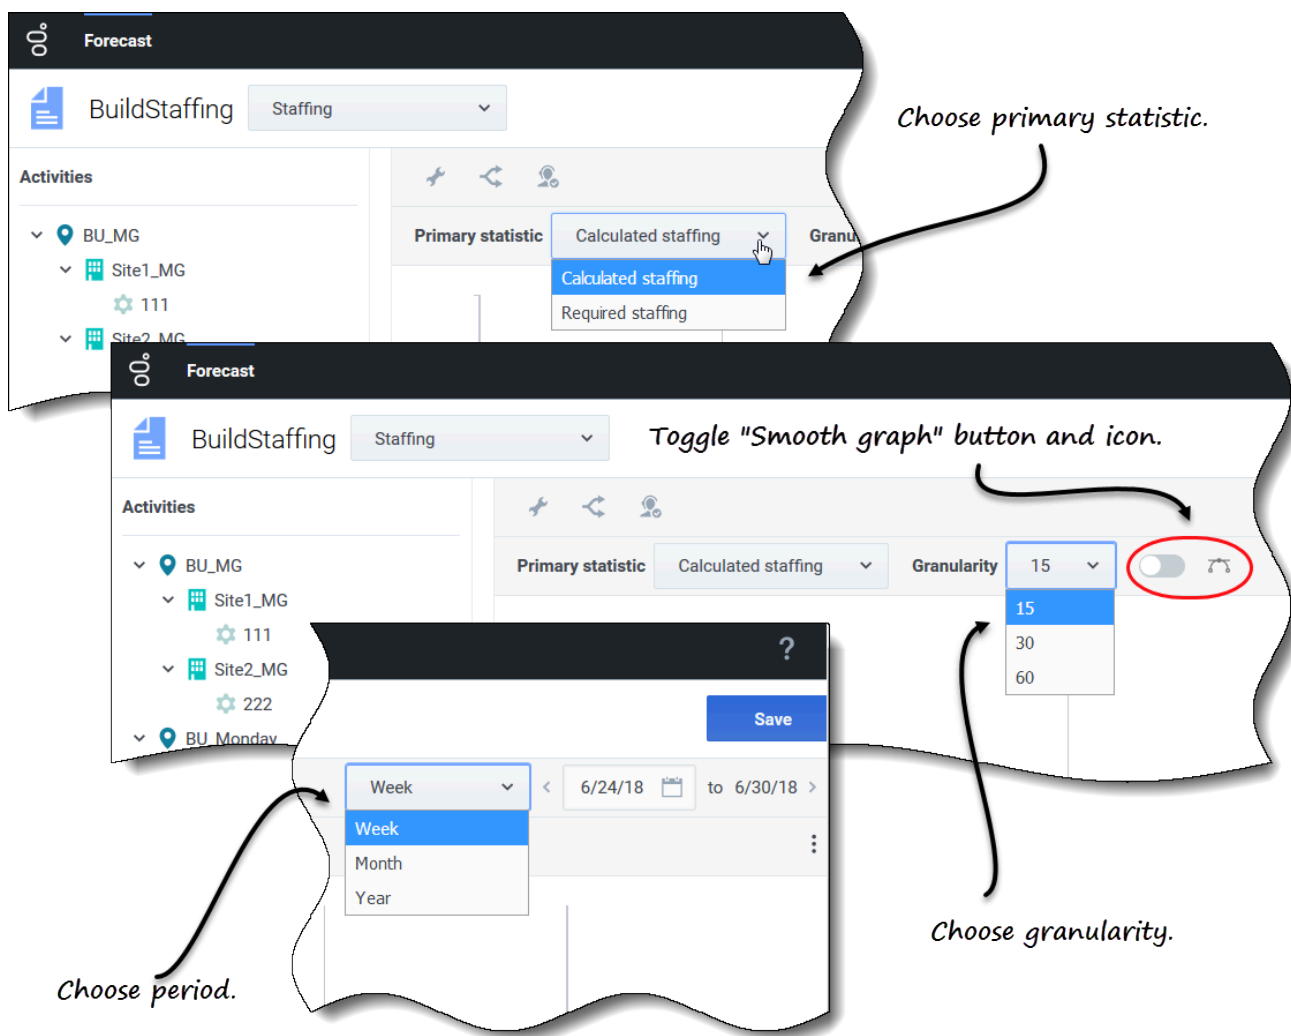 Forecast
BuildStaffing Staffing
Choose primary statistic.
Activities
Primary statistic Calculated staffing Granu
BU_MG
Site1_MG
111
Site2_MG
Calculated staffing
Required staffing
Forecast
BuildStaffing Staffing
Toggle "Smooth graph" button and icon.
Activities
Primary statistic Calculated staffing Granularity 15
15
30
60
BU_MG
Site1_MG
111
Site2_MG
222
BU_Monday
?
Save
Week 6/24/18 to 6/30/18
Week
Month
Year
Choose granularity.
Choose period.